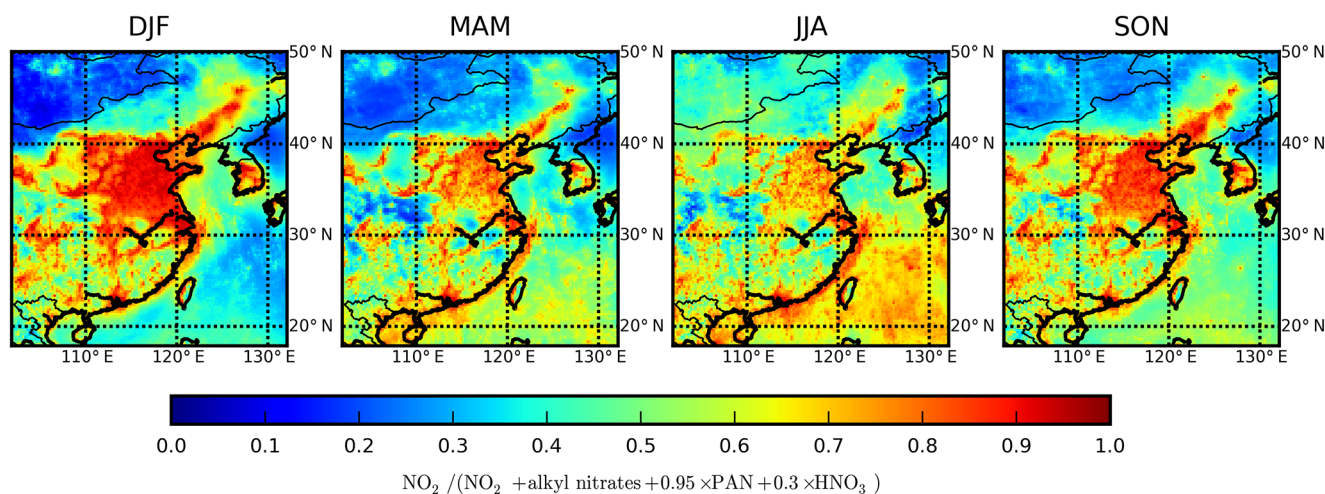 DJF MAM JJA SON
50° N 50° N 50° N 50° N
40° N 40° N 40° N 40° N
30° N 30° N 30° N 30° N
20° N 20° N 20° N 20° N
110° E 120° E 130° E 110° E 120° E 130° E 110° E 120° E 130° E 110° E 120° E 130° E
0.0 0.1 0.2 0.3 0.4 0.5 0.6 0.7 0.8 0.9 1.0
NO₂ /(NO₂ +alkyl nitrates+0.95×PAN+0.3×HNO₃ )